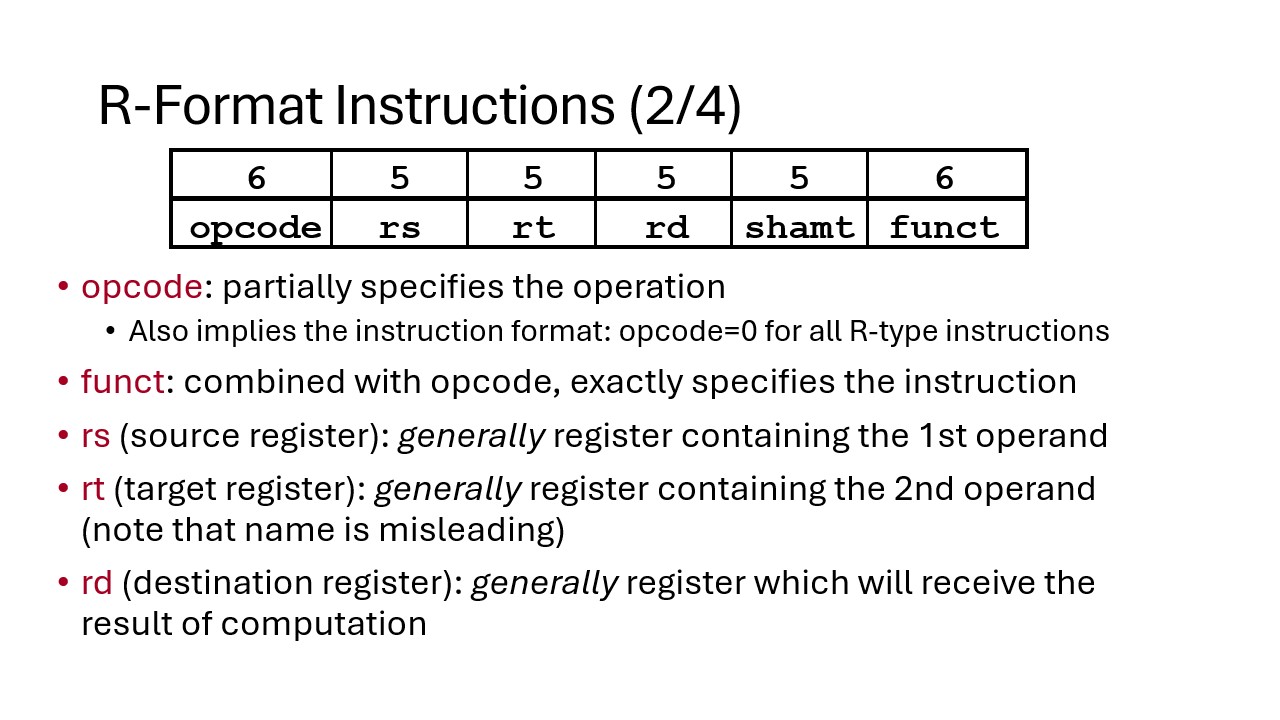 R-Format Instructions (2/4)
6 5 5 5 5 6
opcode rs rt rd shamt funct
• opcode: partially specifies the operation
• Also implies the instruction format: opcode=0 for all R-type instructions
• funct: combined with opcode, exactly specifies the instruction
• rs (source register): generally register containing the 1st operand
• rt (target register): generally register containing the 2nd operand
(note that name is misleading)
• rd (destination register): generally register which will receive the
result of computation